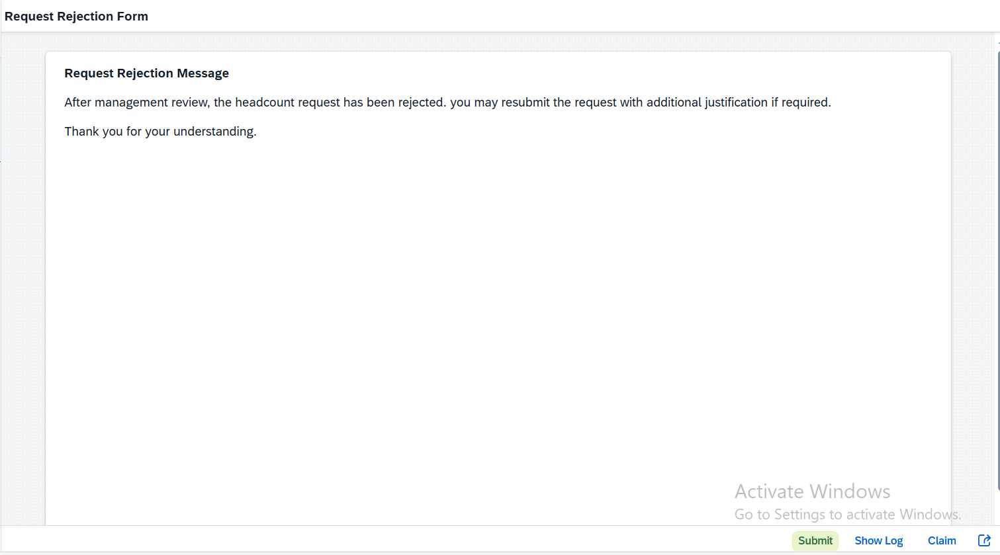 Request Rejection Form
Request Rejection Message
After management review, the headcount request has been rejected. you may resubmit the request with additional justification if required.
Thank you for your understanding.
Activate Windows
Go to Settings to activate Windows.
Submit Show Log Claim